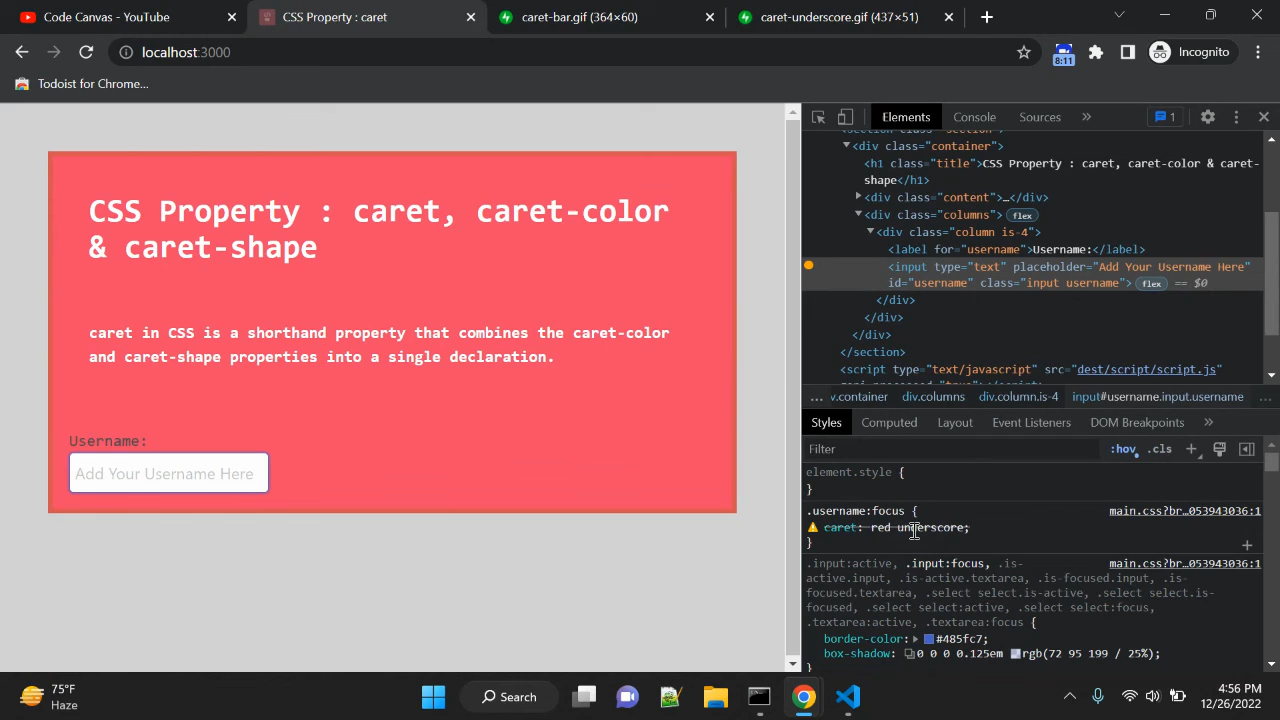 Code Canvas - YouTube
CSS Property : caret
caret-bar.gif (364×60)
caret-underscore.gif (437×51)
localhost:3000
8:11
Incognito
Todoist for Chrome...
CSS Property : caret, caret-color
& caret-shape
caret in CSS is a shorthand property that combines the caret-color
and caret-shape properties into a single declaration.
Username:
Add Your Username Here
Elements
Console
Sources
»
1
<section class="section">
<div class="container">
<h1 class="title">CSS Property : caret, caret-color & caret-
shape</h1>
<div class="content">…</div>
<div class="columns"> flex
<div class="column is-4">
<label for="username">Username:</label>
<input type="text" placeholder="Add Your Username Here"
id="username" class="input username"> flex == $0
</div>
</div>
</div>
</section>
<script type="text/javascript" src="dest/script/script.js"
... v.container div.columns div.column.is-4 input#username.input.username ...
Styles
Computed
Layout
Event Listeners
DOM Breakpoints
»
Filter
:hov
.cls
element.style {
}
.username:focus {
main.css?br…053943036:1
caret: red underscore;
}
.input:active, .input:focus, .is-
main.css?br…053943036:1
active.input, .is-active.textarea, .is-focused.input, .is-
focused.textarea, .select select.is-active, .select select.is-
focused, .select select:active, .select select:focus,
.textarea:active, .textarea:focus {
border-color: #485fc7;
box-shadow: 0 0 0 0.125em rgb(72 95 199 / 25%);
}
75°F
Haze
Search
4:56 PM
12/26/2022